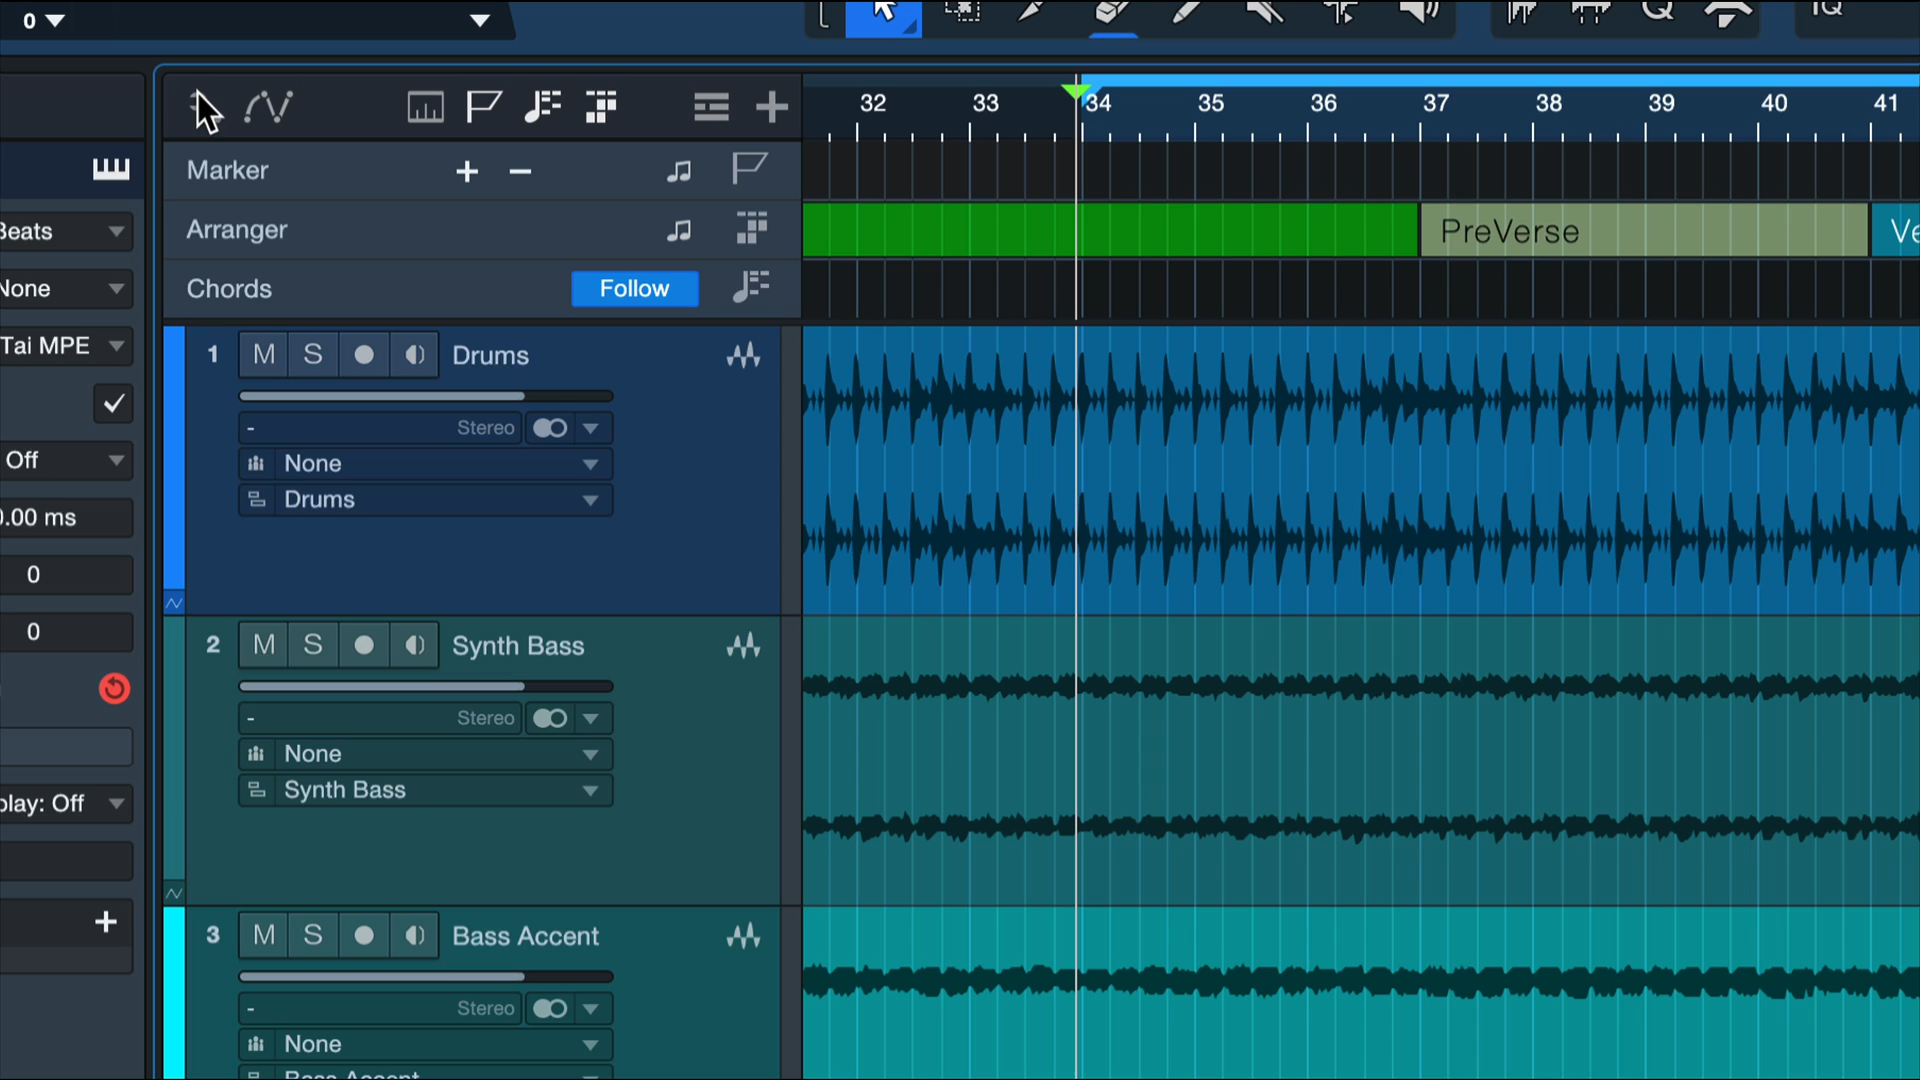 0
Q
IQ
32 33 34 35 36 37 38 39 40 41
Marker
Arranger
PreVerse
Chords
Follow
Beats
None
Tai MPE
Off
0.00 ms
0
0
play: Off
1 M S Drums
- Stereo
None
Drums
2 M S Synth Bass
- Stereo
None
Synth Bass
3 M S Bass Accent
- Stereo
None
Bass Accent